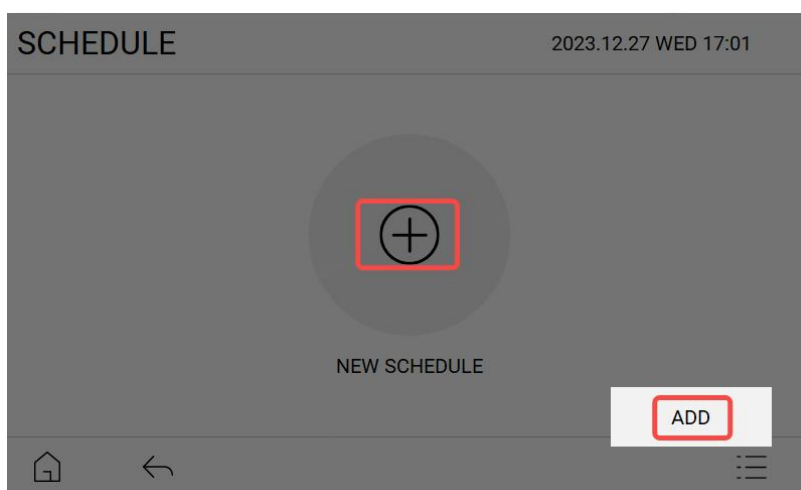 SCHEDULE
2023.12.27 WED 17:01
NEW SCHEDULE
ADD